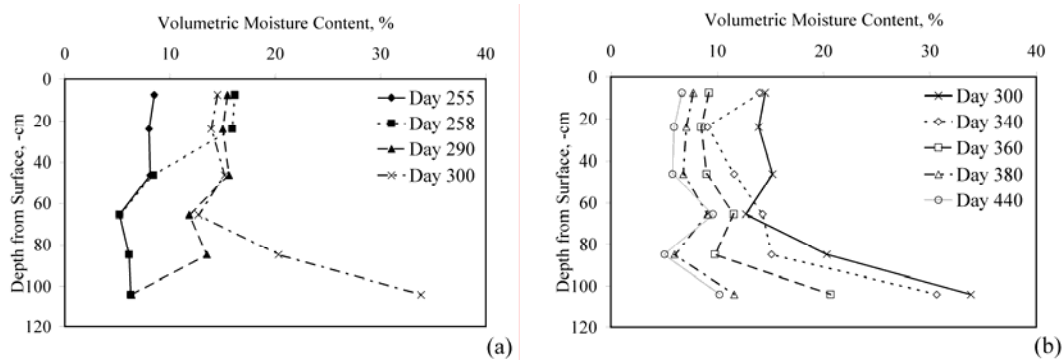 Volumetric Moisture Content, %
0 10 20 30 40
0
20
40
60
80
100
120
Depth from Surface, -cm
Day 255
Day 258
Day 290
Day 300
(a)
Volumetric Moisture Content, %
0 10 20 30 40
0
20
40
60
80
100
120
Depth from Surface, -cm
Day 300
Day 340
Day 360
Day 380
Day 440
(b)